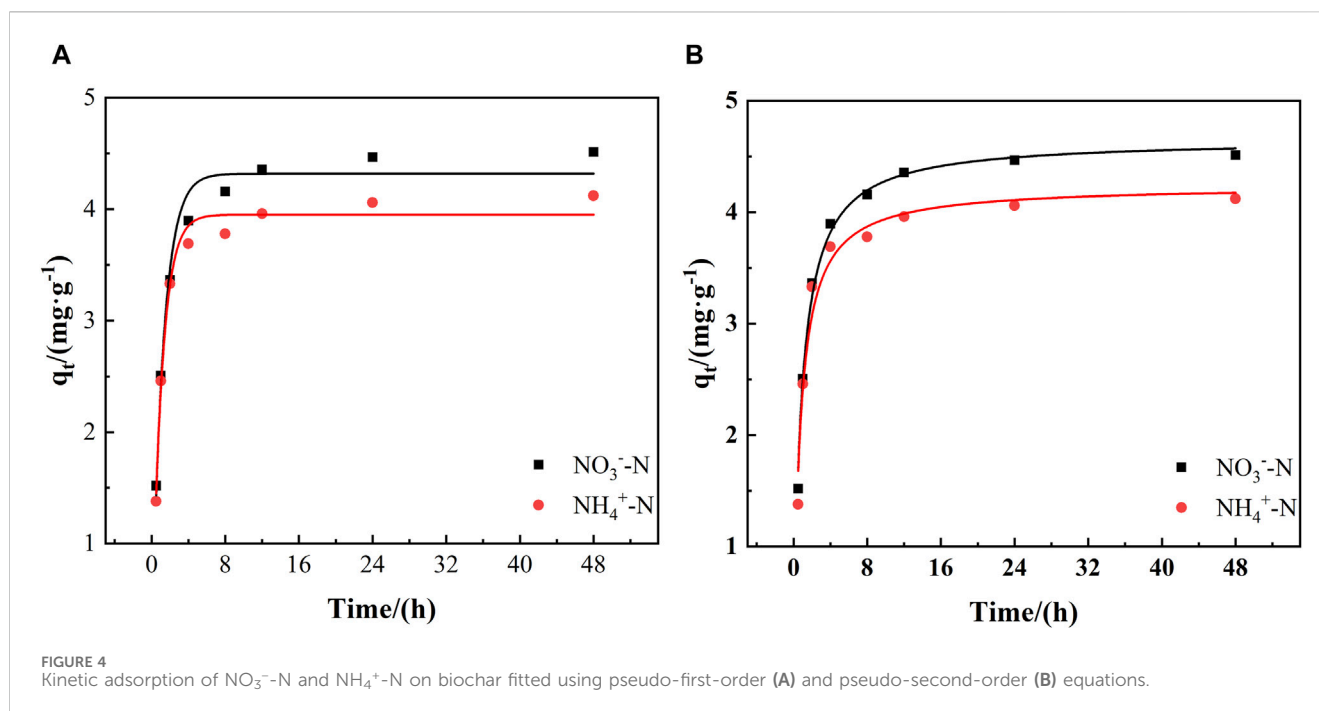 A
5
4
3
2
1
qₜ/(mg·g⁻¹)
NO₃⁻-N
NH₄⁺-N
0 8 16 24 32 40 48
Time/(h)
B
5
4
3
2
1
qₜ/(mg·g⁻¹)
NO₃⁻-N
NH₄⁺-N
0 8 16 24 32 40 48
Time/(h)
FIGURE 4
Kinetic adsorption of NO₃⁻-N and NH₄⁺-N on biochar fitted using pseudo-first-order (A) and pseudo-second-order (B) equations.